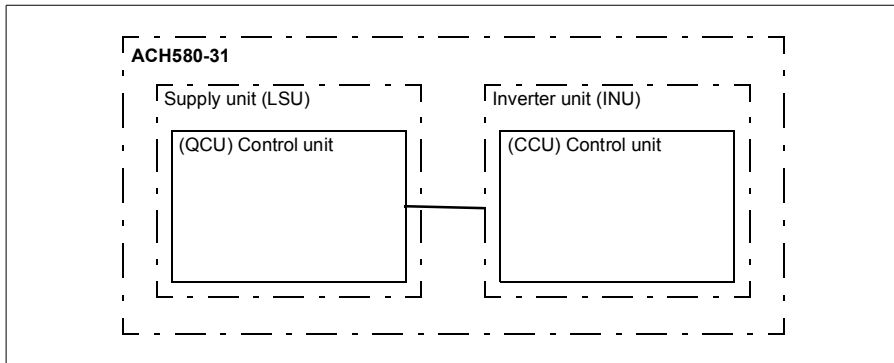 ACH580-31
Supply unit (LSU)
Inverter unit (INU)
(QCU) Control unit
(CCU) Control unit